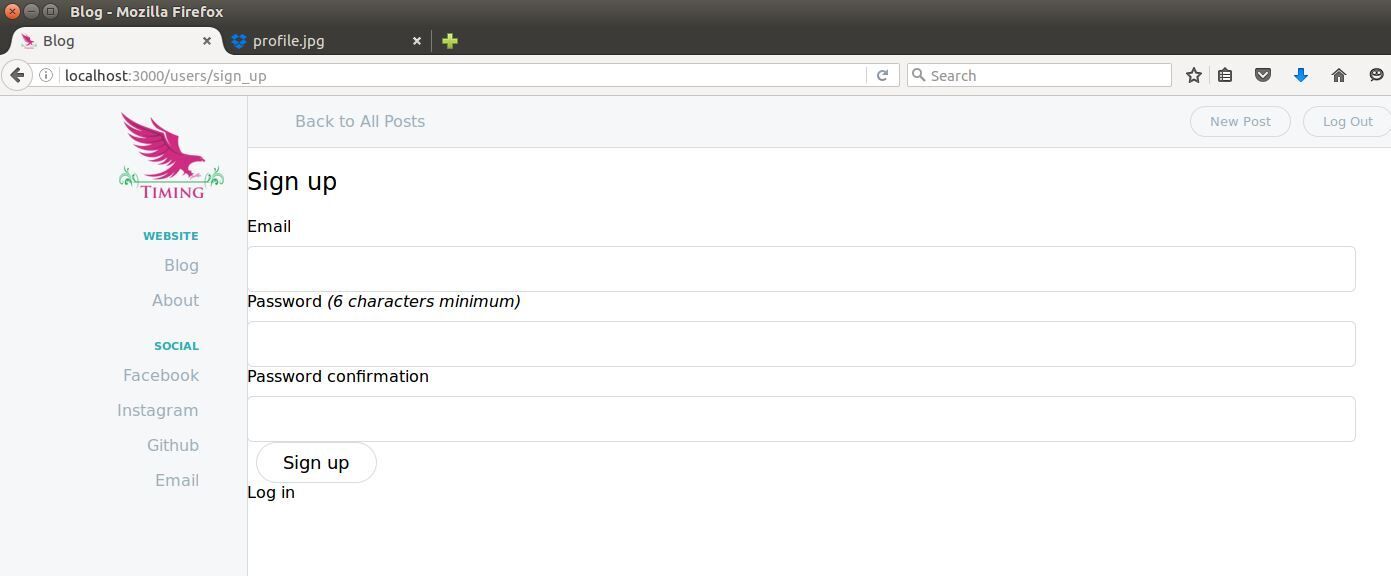 Blog - Mozilla Firefox
Blog
profile.jpg
localhost:3000/users/sign_up
Search
TIMING
Back to All Posts
New Post
Log Out
WEBSITE
Blog
About
SOCIAL
Facebook
Instagram
Github
Email
Sign up
Email
Password (6 characters minimum)
Password confirmation
Sign up
Log in